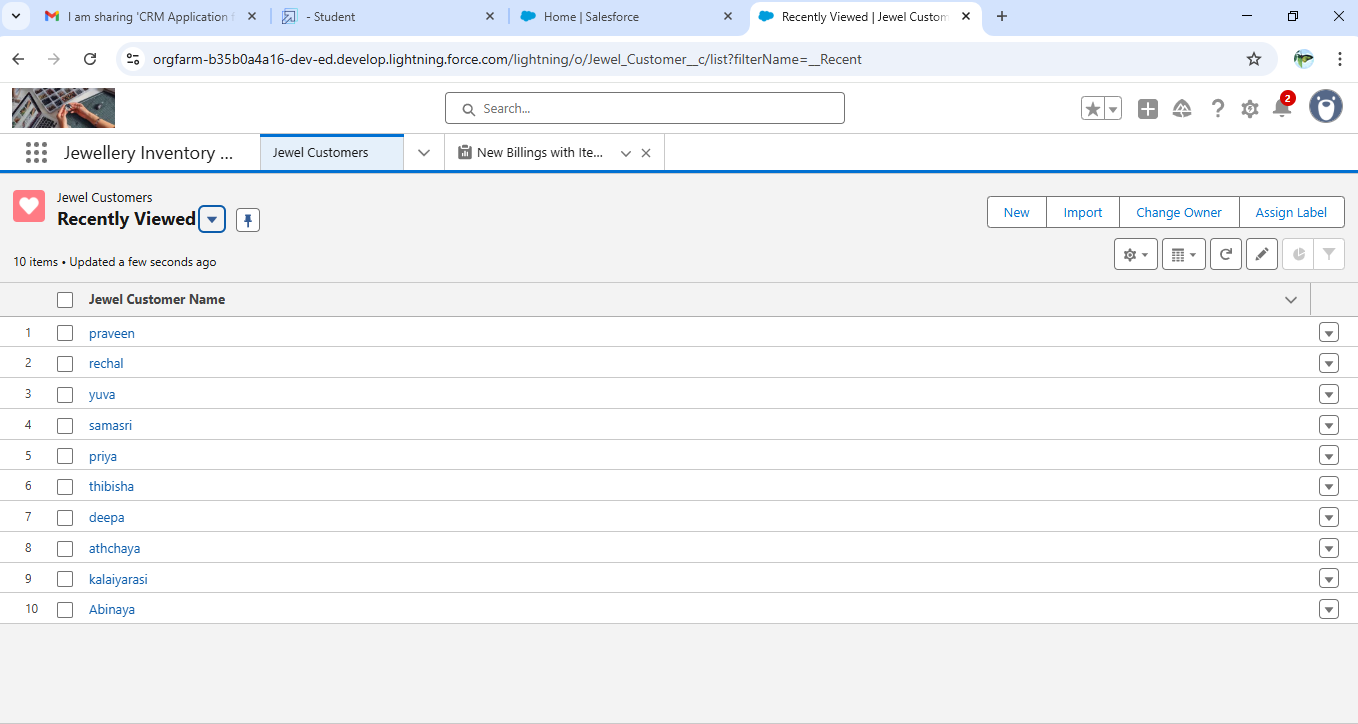 I am sharing 'CRM Application f
- Student
Home | Salesforce
Recently Viewed | Jewel Custom
orgfarm-b35b0a4a16-dev-ed.develop.lightning.force.com/lightning/o/Jewel_Customer__c/list?filterName=__Recent
Search...
2
Jewellery Inventory ...
Jewel Customers
New Billings with Ite...
Jewel Customers
Recently Viewed
New
Import
Change Owner
Assign Label
10 items • Updated a few seconds ago
Jewel Customer Name
1 praveen
2 rechal
3 yuva
4 samasri
5 priya
6 thibisha
7 deepa
8 athchaya
9 kalaiyarasi
10 Abinaya